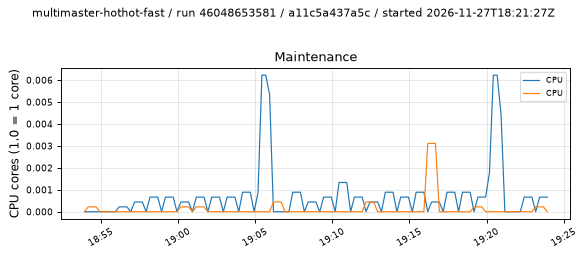 multimaster-hothot-fast / run 46048653581 / a11c5a437a5c / started 2026-11-27T18:21:27Z
Maintenance
CPU cores (1.0 = 1 core)
0.006
0.005
0.004
0.003
0.002
0.001
0.000
CPU
CPU
18:55
19:00
19:05
19:10
19:15
19:20
19:25